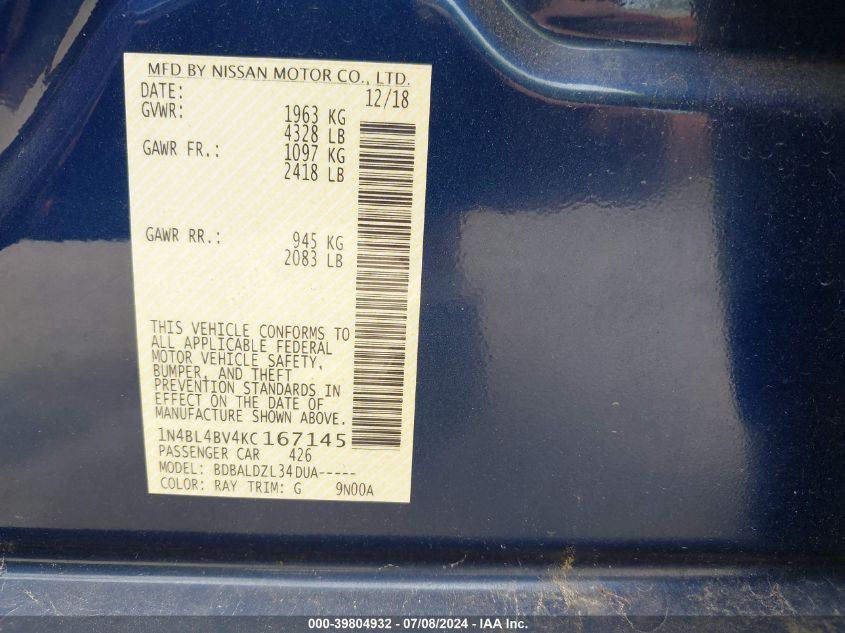 MFD BY NISSAN MOTOR CO., LTD.
DATE: 12/18
GVWR: 1963 KG
4328 LB
GAWR FR.: 1097 KG
2418 LB
GAWR RR.: 945 KG
2083 LB
THIS VEHICLE CONFORMS TO
ALL APPLICABLE FEDERAL
MOTOR VEHICLE SAFETY,
BUMPER, AND THEFT
PREVENTION STANDARDS IN
EFFECT ON THE DATE OF
MANUFACTURE SHOWN ABOVE.
1N4BL4BV4KC167145
PASSENGER CAR 426
MODEL: BDBALDZL34DUA-----
COLOR: RAY TRIM: G 9N00A
000-39804932 - 07/08/2024 - IAA Inc.